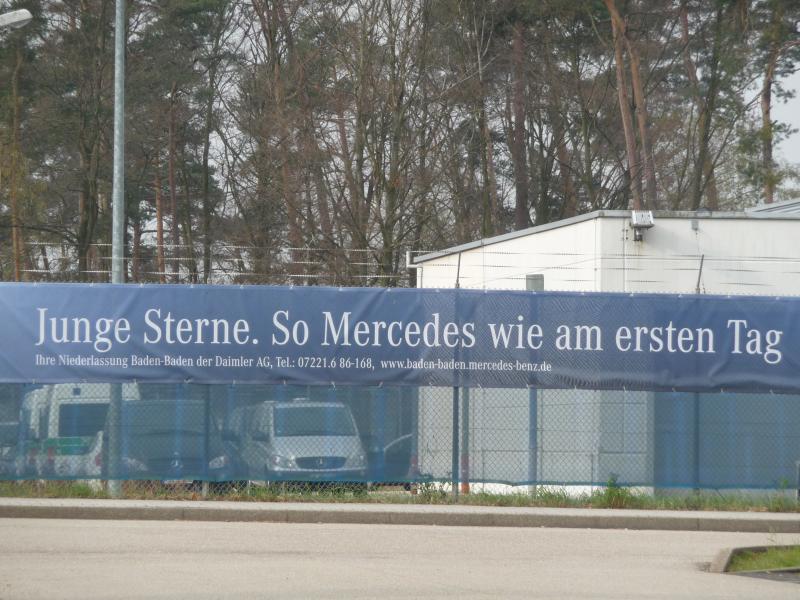 Junge Sterne. So Mercedes wie am ersten Tag
Ihre Niederlassung Baden-Baden der Daimler AG, Tel.: 07221.6 86-168, www.baden-baden.mercedes-benz.de